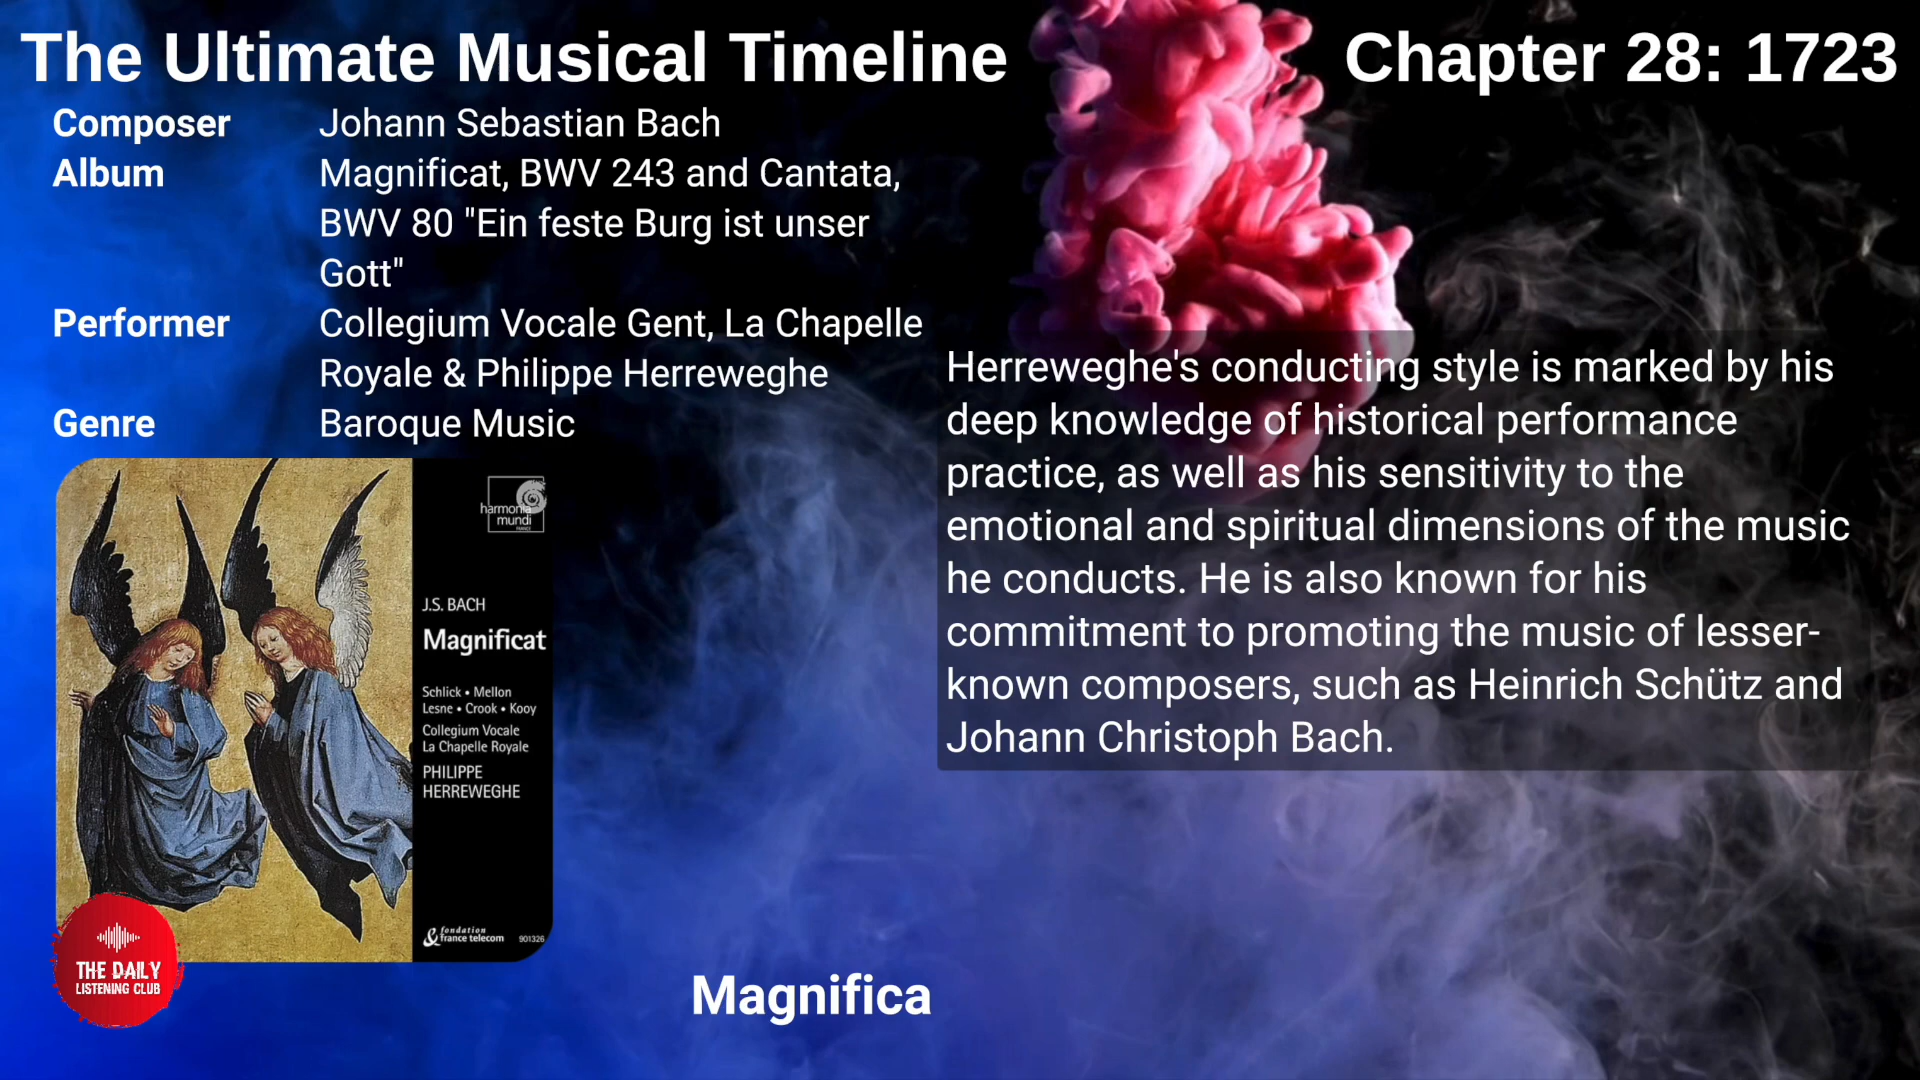 The Ultimate Musical Timeline
Chapter 28: 1723
Composer Johann Sebastian Bach
Album Magnificat, BWV 243 and Cantata,
BWV 80 "Ein feste Burg ist unser
Gott"
Performer Collegium Vocale Gent, La Chapelle
Royale & Philippe Herreweghe
Genre Baroque Music
Herreweghe's conducting style is marked by his
deep knowledge of historical performance
practice, as well as his sensitivity to the
emotional and spiritual dimensions of the music
he conducts. He is also known for his
commitment to promoting the music of lesser-
known composers, such as Heinrich Schütz and
Johann Christoph Bach.
harmonia
mundi
FRANCE
J.S. BACH
Magnificat
Schlick • Mellon
Lesne • Crook • Kooy
Collegium Vocale
La Chapelle Royale
PHILIPPE
HERREWEGHE
& fondation
france telecom
901326
THE DAILY
LISTENING CLUB
Magnifica